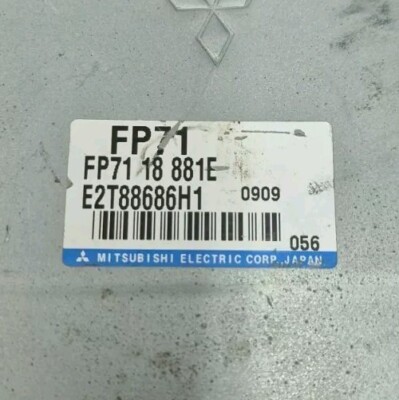 FP71
FP71 18 881E
E2T88686H1 0909
056
MITSUBISHI ELECTRIC CORP.,JAPAN